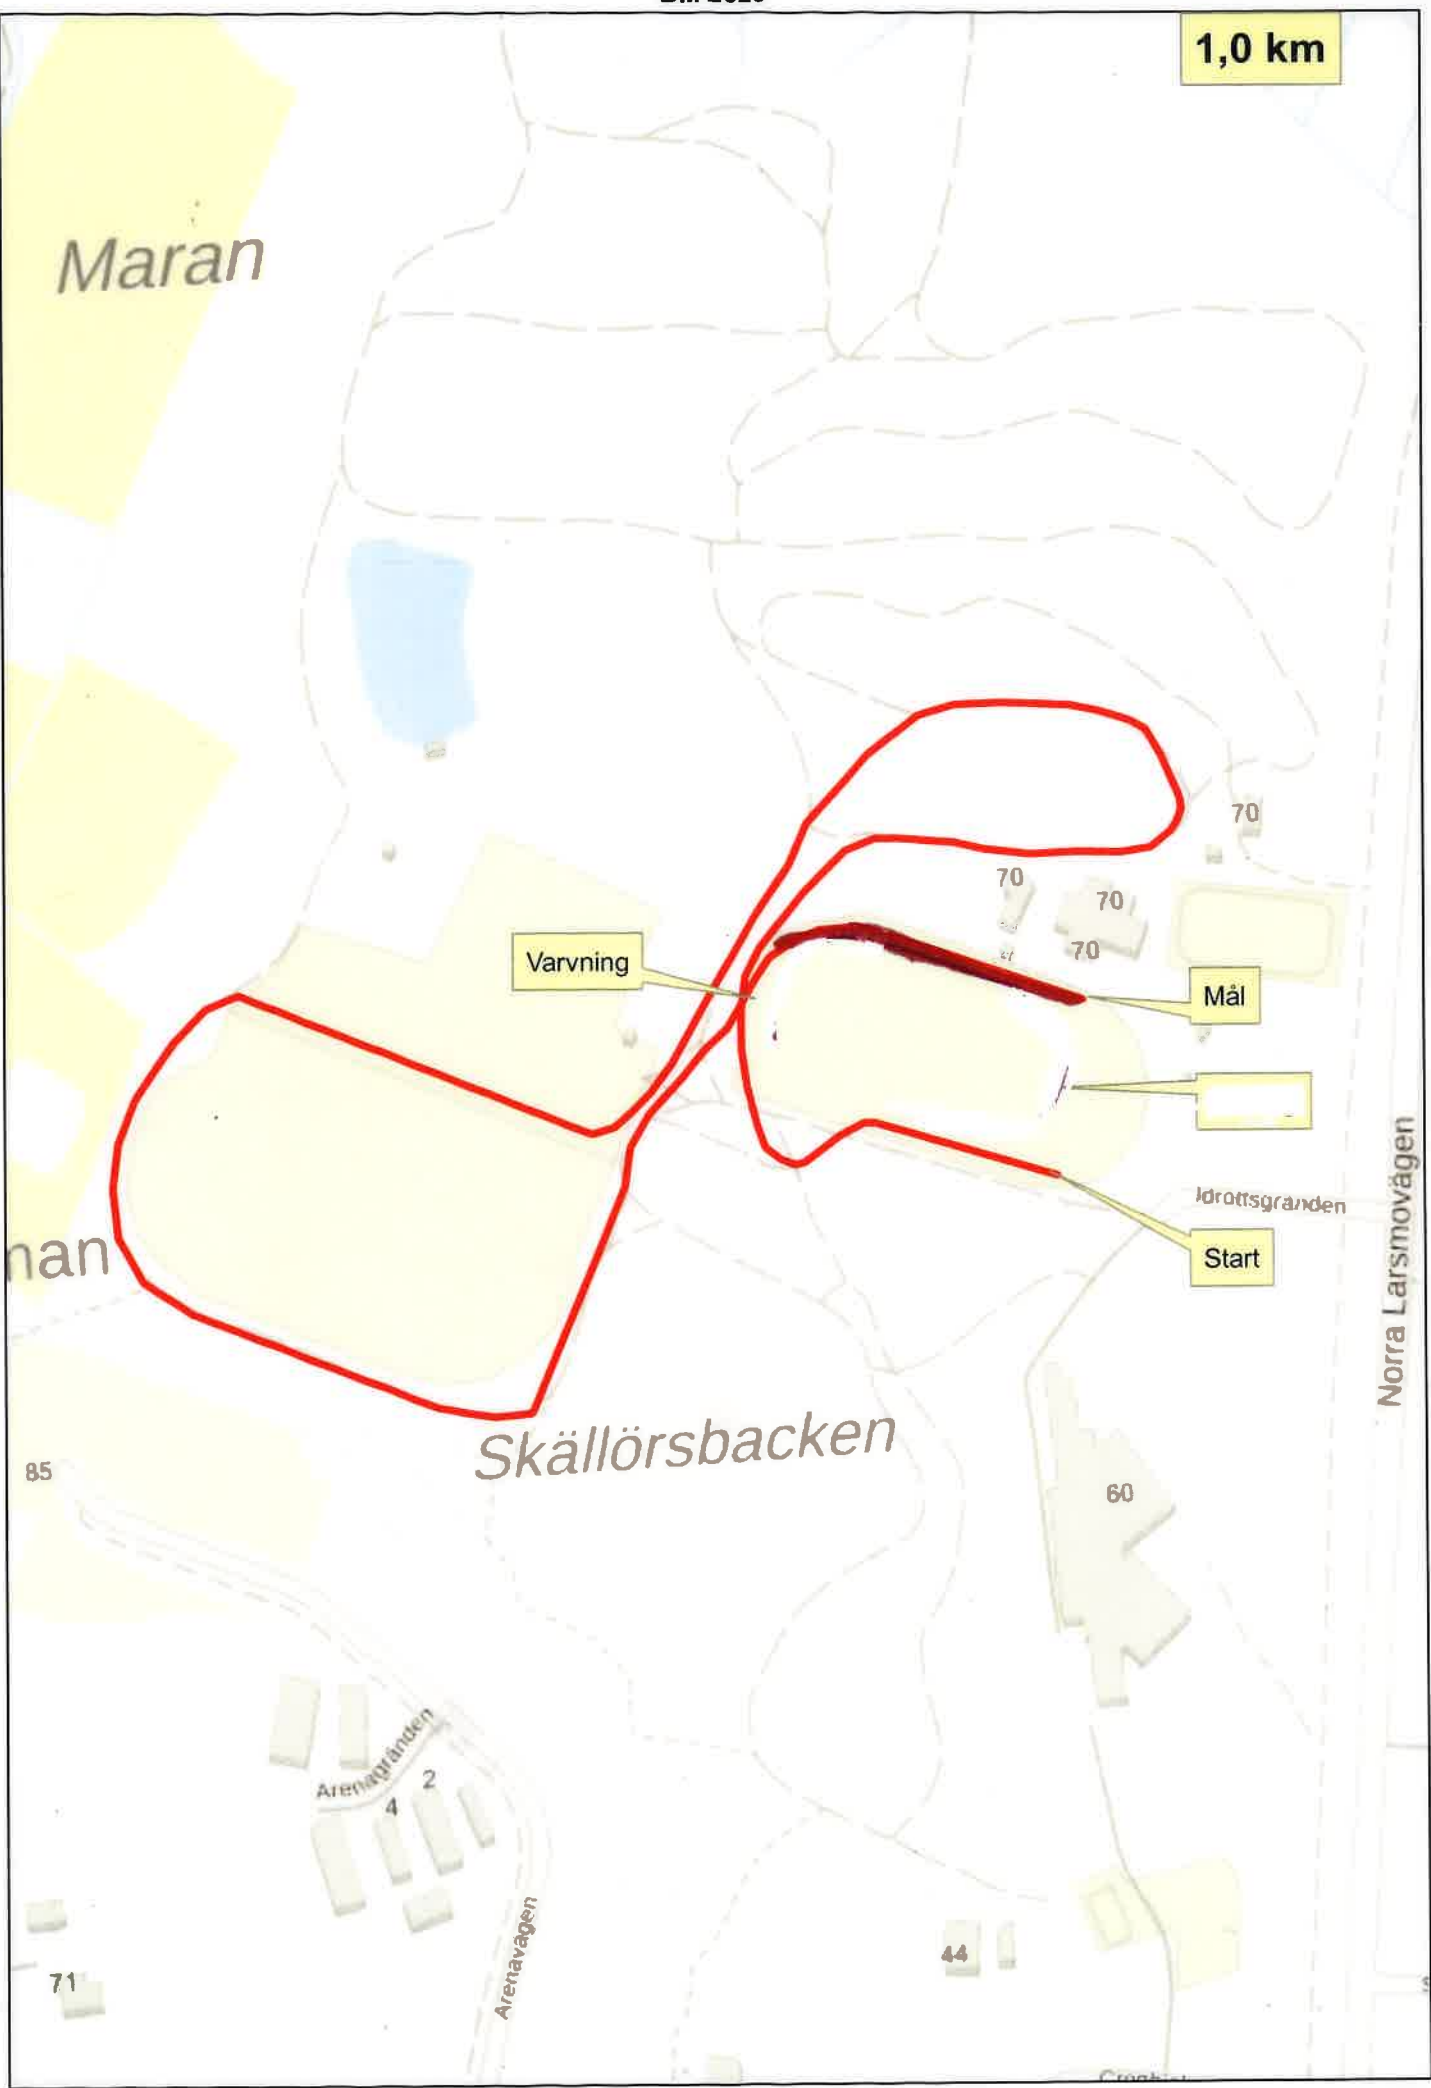 1,0 km
Maran
70
70
70
70
Varvning
Mål
Idrottsgränden
nan
Start
Norra Larsmovägen
Skällörsbacken
85
60
Arenagränden
2
4
Arenavägen
44
71